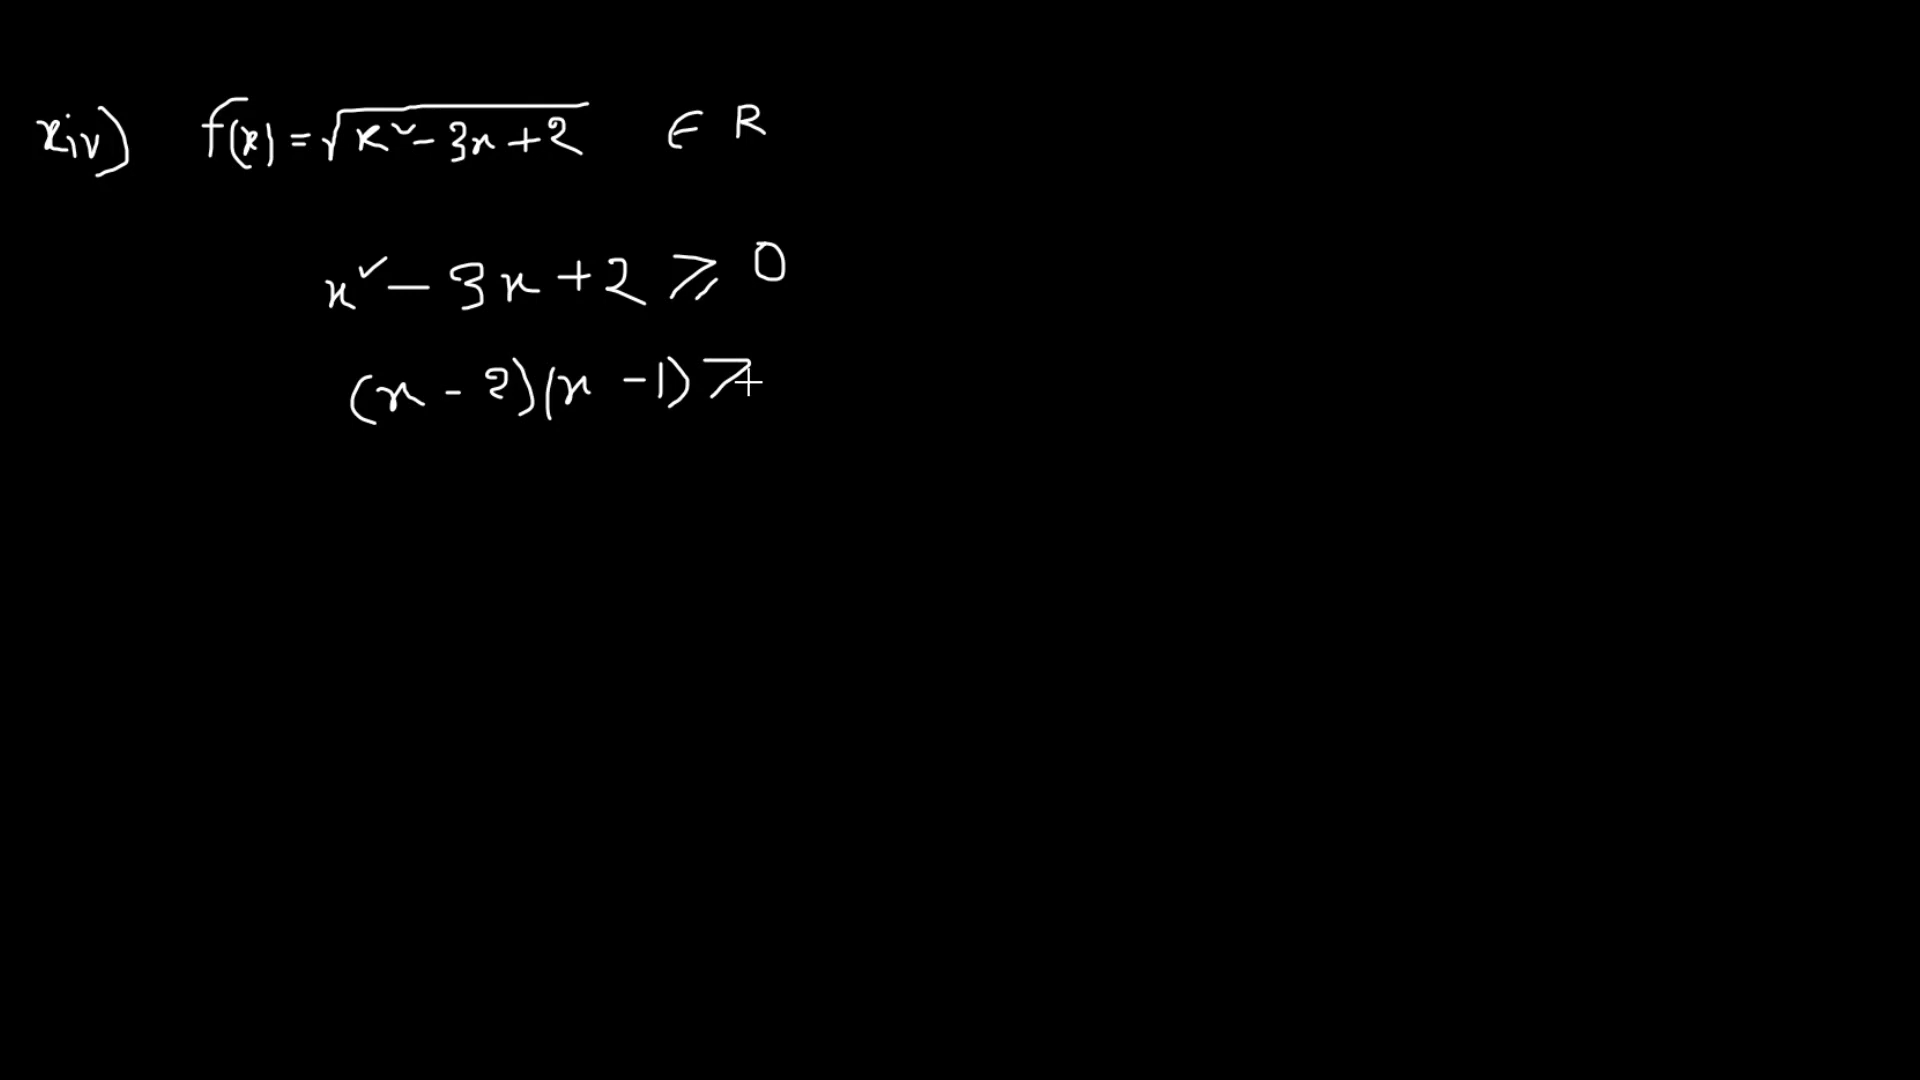 xiv) f(x) = √(x² - 3x + 2) ∈ R
x² - 3x + 2 ⩾ 0
(x - 2)(x - 1) >